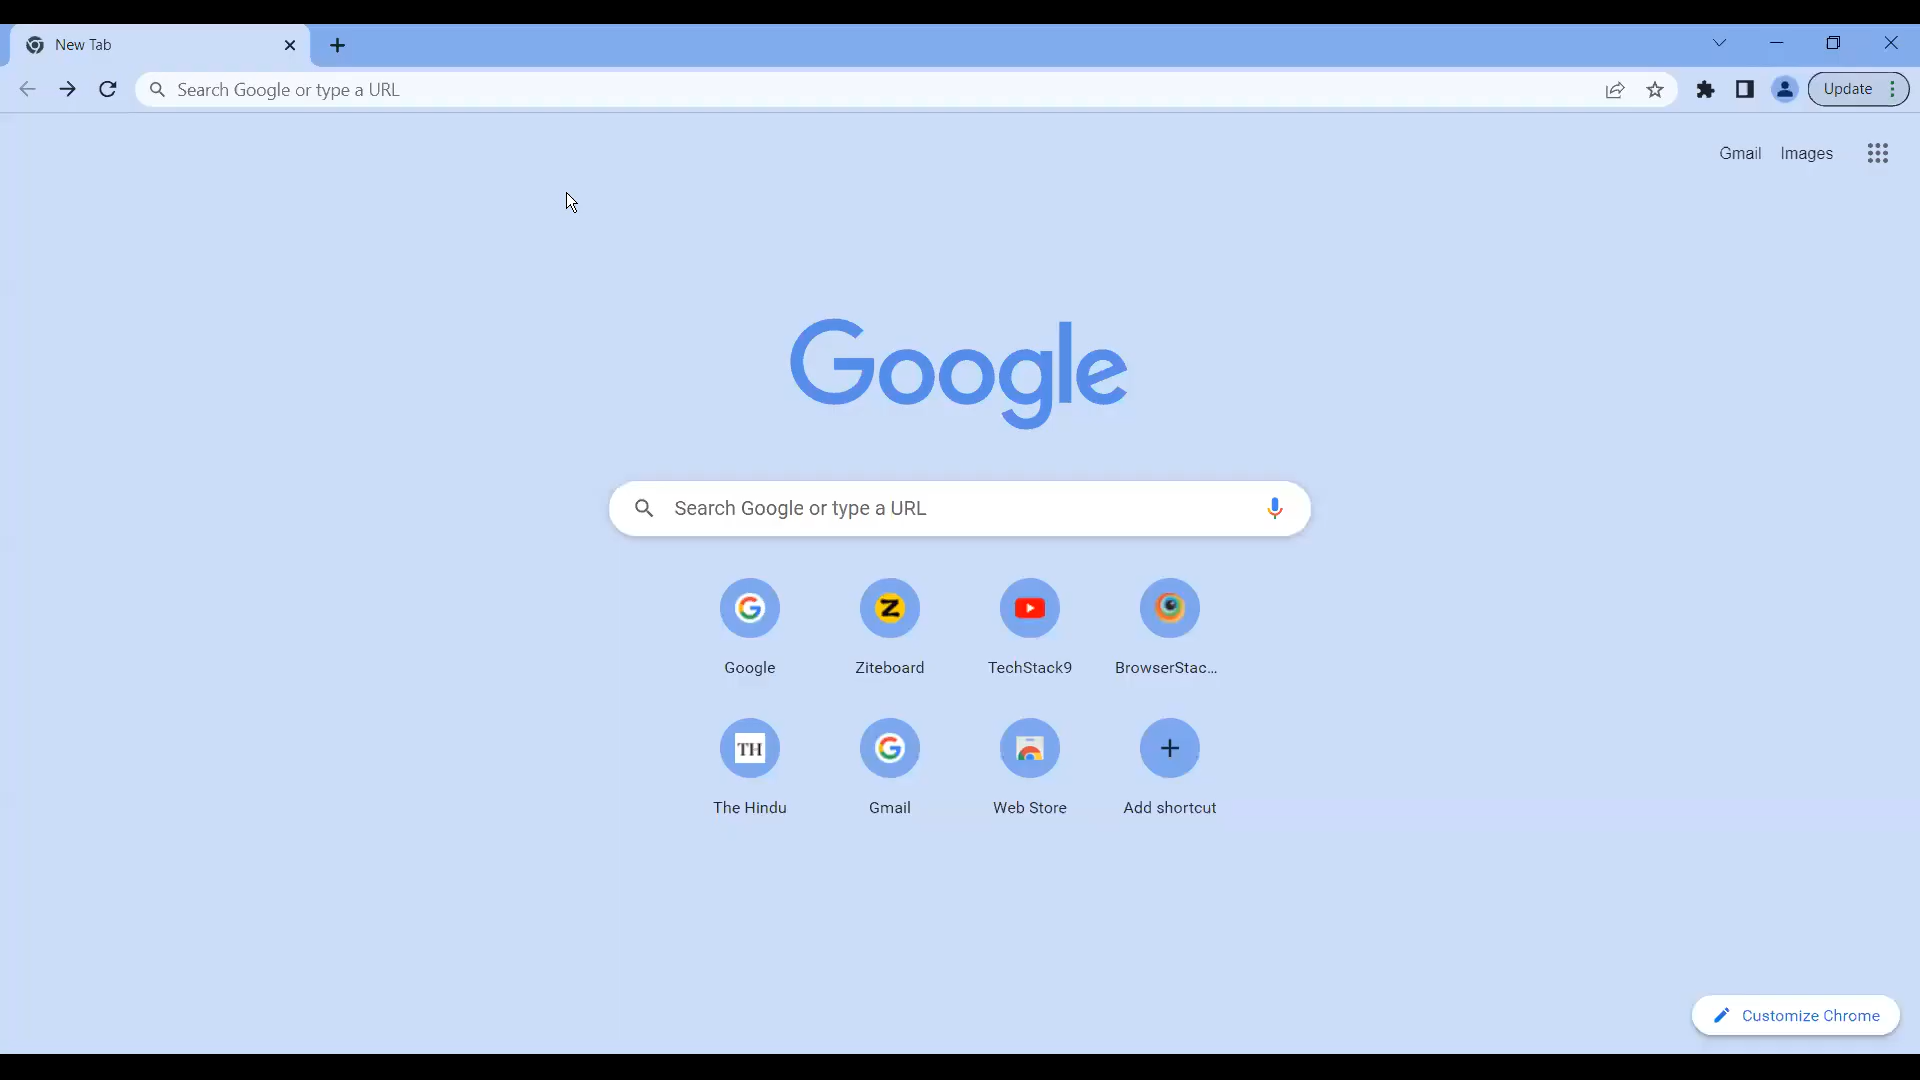 New Tab
Search Google or type a URL
Update
Gmail Images
Google
Search Google or type a URL
Google Ziteboard TechStack9 BrowserStac...
TH
The Hindu Gmail Web Store Add shortcut
Customize Chrome